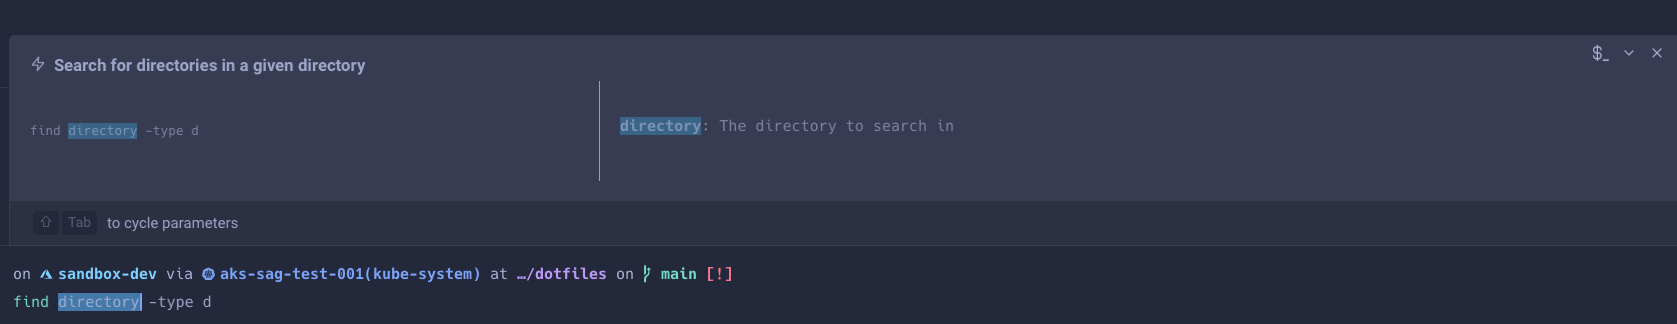 Search for directories in a given directory
$_
find directory -type d
directory: The directory to search in
⇧ Tab to cycle parameters
on sandbox-dev via aks-sag-test-001(kube-system) at …/dotfiles on main [!]
find directory -type d